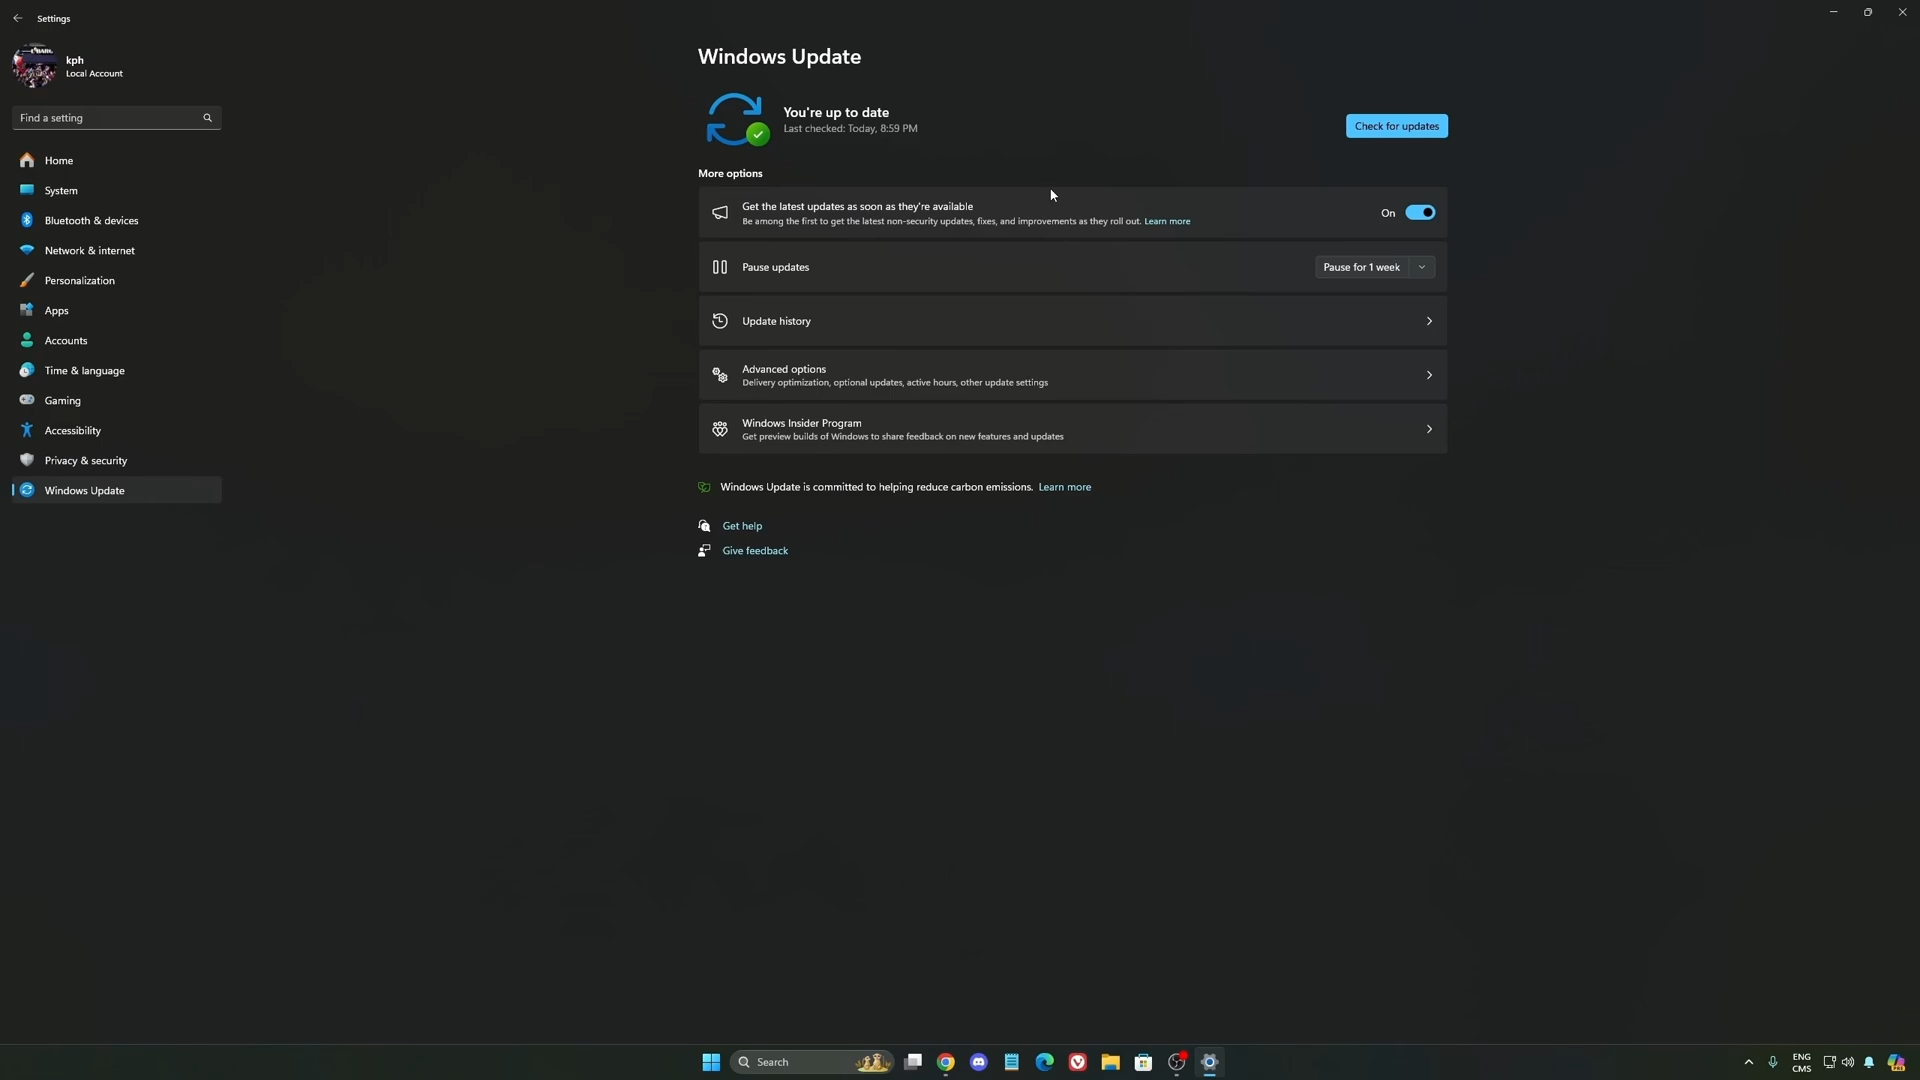 Settings
kph
Local Account
Find a setting
Home
System
Bluetooth & devices
Network & internet
Personalization
Apps
Accounts
Time & language
Gaming
Accessibility
Privacy & security
Windows Update
Windows Update
You're up to date
Last checked: Today, 8:59 PM
Check for updates
More options
Get the latest updates as soon as they're available
Be among the first to get the latest non-security updates, fixes, and improvements as they roll out. Learn more
On
Pause updates
Pause for 1 week
Update history
Advanced options
Delivery optimization, optional updates, active hours, other update settings
Windows Insider Program
Get preview builds of Windows to share feedback on new features and updates
Windows Update is committed to helping reduce carbon emissions. Learn more
Get help
Give feedback
Search
ENG
CMS